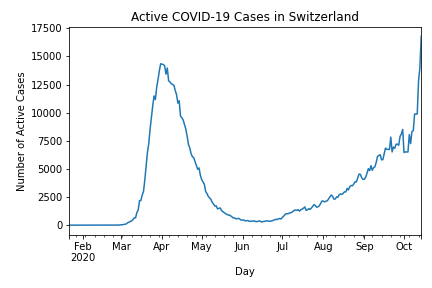 Active COVID-19 Cases in Switzerland
Number of Active Cases
17500
15000
12500
10000
7500
5000
2500
0
Feb Mar Apr May Jun Jul Aug Sep Oct
2020
Day